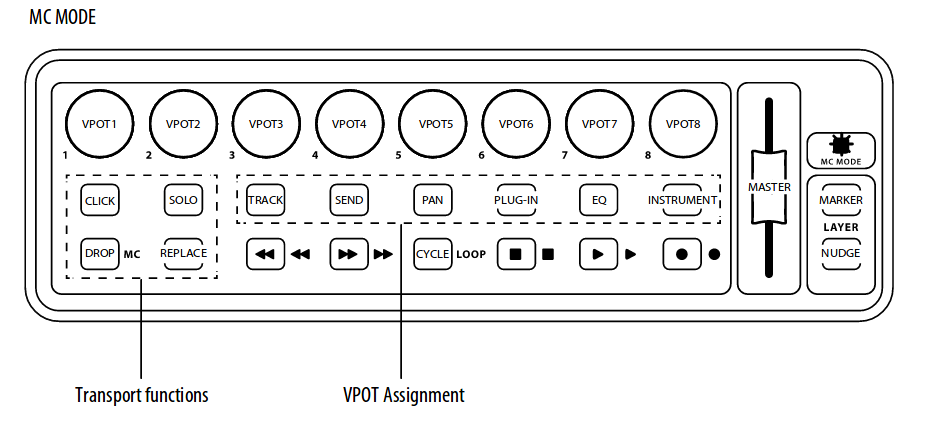 MC MODE
VPOT1 VPOT2 VPOT3 VPOT4 VPOT5 VPOT6 VPOT7 VPOT8
1 2 3 4 5 6 7 8
MC MODE
CLICK SOLO TRACK SEND PAN PLUG-IN EQ INSTRUMENT MASTER MARKER
LAYER
DROP MC REPLACE CYCLE LOOP NUDGE
Transport functions VPOT Assignment